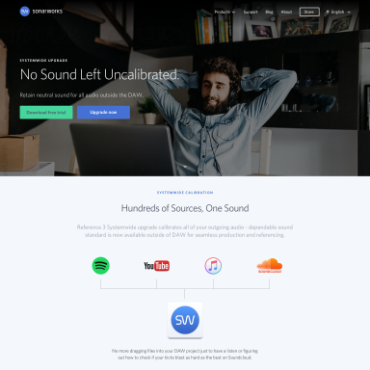 SW sonarworks
Products Support Blog About Store English
SYSTEMWIDE UPGRADE
No Sound Left Uncalibrated.
Retain neutral sound for all audio outside the DAW.
Download free trial Upgrade now
SYSTEMWIDE CALIBRATION
Hundreds of Sources, One Sound
Reference 3 Systemwide upgrade calibrates all of your outgoing audio - dependable sound
standard is now available outside of DAW for seamless production and referencing.
YouTube
SW
No more dragging files into your DAW project just to have a listen or figuring
out how to check if your kicks blast as hard as the best on Soundcloud.